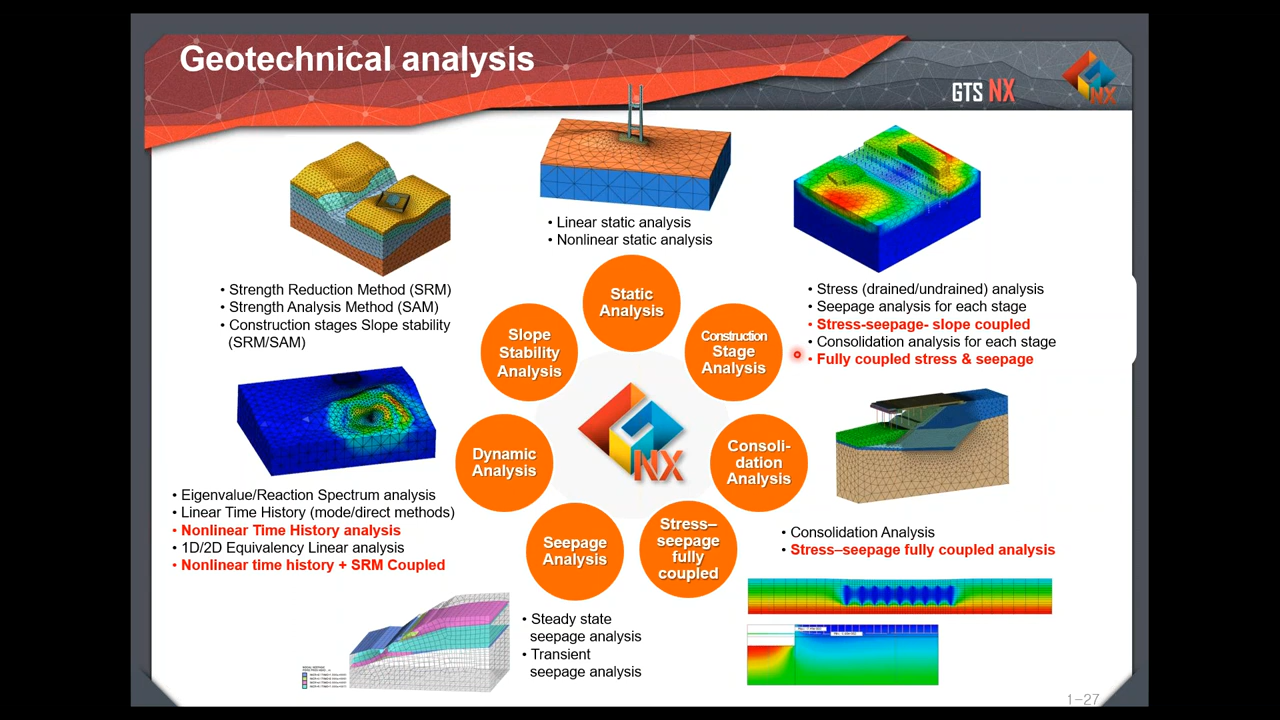 Geotechnical analysis
GTS NX
NX
• Linear static analysis
• Nonlinear static analysis
• Strength Reduction Method (SRM)
• Strength Analysis Method (SAM)
• Construction stages Slope stability
(SRM/SAM)
• Stress (drained/undrained) analysis
• Seepage analysis for each stage
• Stress-seepage- slope coupled
• Consolidation analysis for each stage
• Fully coupled stress & seepage
Static
Analysis
Slope
Stability
Analysis
Construction
Stage
Analysis
Dynamic
Analysis
NX
Consoli-
dation
Analysis
Seepage
Analysis
Stress–
seepage
fully
coupled
• Eigenvalue/Reaction Spectrum analysis
• Linear Time History (mode/direct methods)
• Nonlinear Time History analysis
• 1D/2D Equivalency Linear analysis
• Nonlinear time history + SRM Coupled
• Consolidation Analysis
• Stress–seepage fully coupled analysis
• Steady state
seepage analysis
• Transient
seepage analysis
1-27